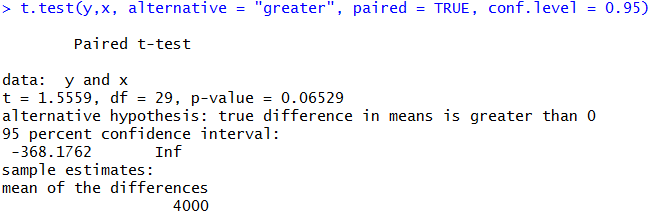 > t.test(y,x, alternative = "greater", paired = TRUE, conf.level = 0.95)
Paired t-test
data:  y and x
t = 1.5559, df = 29, p-value = 0.06529
alternative hypothesis: true difference in means is greater than 0
95 percent confidence interval:
-368.1762      Inf
sample estimates:
mean of the differences
4000